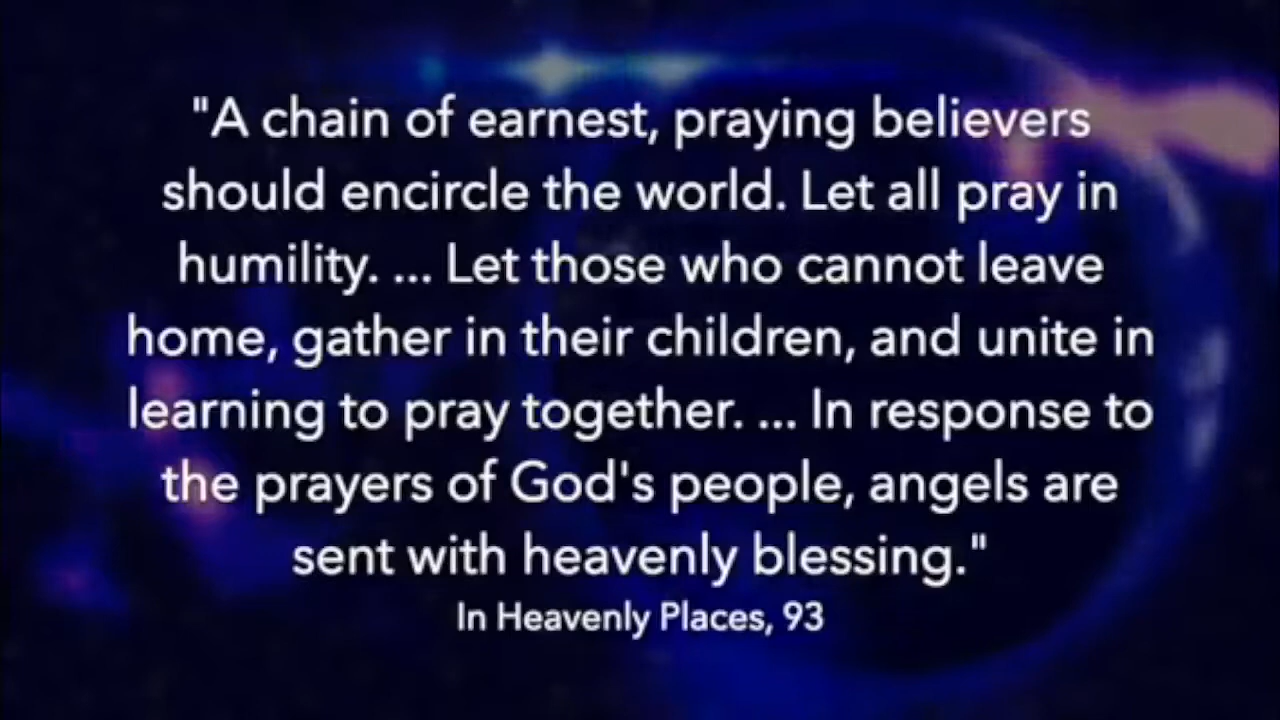 "A chain of earnest, praying believers
should encircle the world. Let all pray in
humility. ... Let those who cannot leave
home, gather in their children, and unite in
learning to pray together. ... In response to
the prayers of God's people, angels are
sent with heavenly blessing."
In Heavenly Places, 93